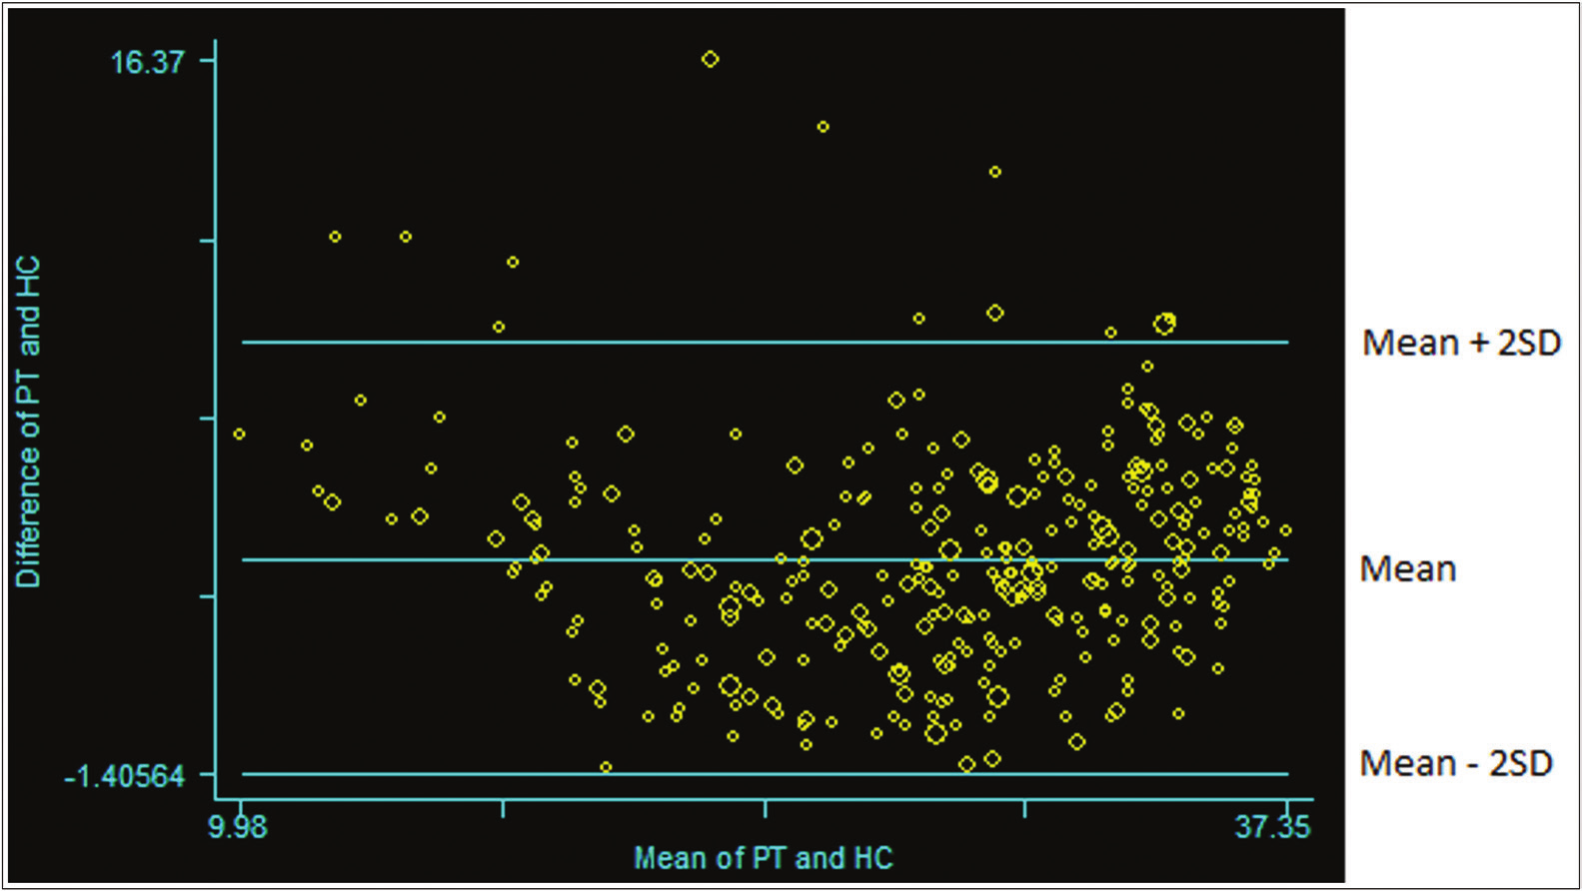 16.37
Difference of PT and HC
Mean + 2SD
Mean
Mean - 2SD
-1.40564
9.98
37.35
Mean of PT and HC